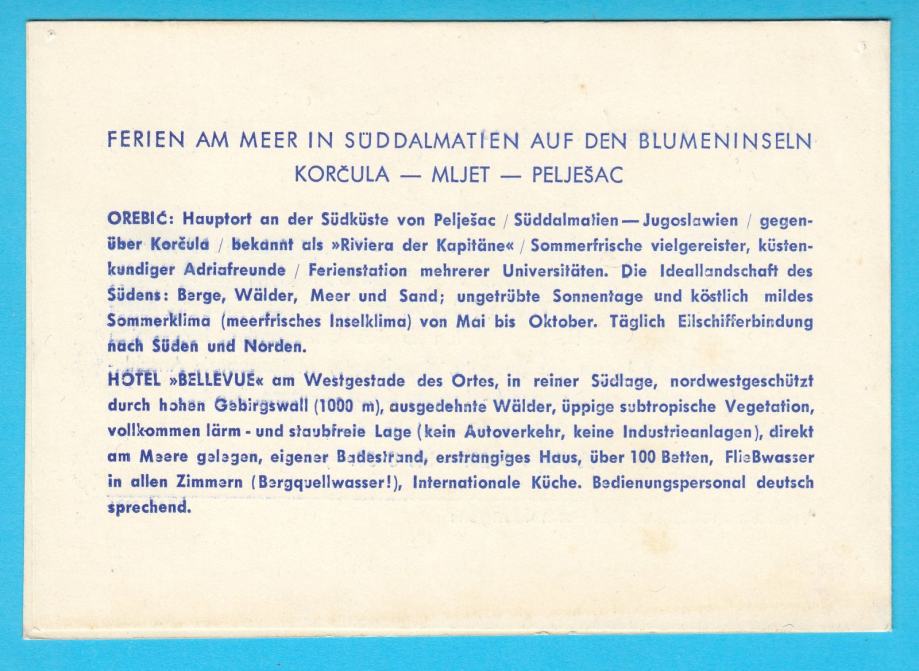 FERIEN AM MEER IN SÜDDALMATIEN AUF DEN BLUMENINSELN
KORČULA — MLJET — PELJEŠAC
OREBIĆ: Hauptort an der Südküste von Pelješac / Süddalmatien — Jugoslawien / gegen-
über Korčula / bekannt als »Riviera der Kapitäne« / Sommerfrische vielgereister, küsten-
kundiger Adriafreunde / Ferienstation mehrerer Universitäten. Die Ideallandschaft des
Südens: Berge, Wälder, Meer und Sand; ungetrübte Sonnentage und köstlich mildes
Sommerklima (meerfrisches Inselklima) von Mai bis Oktober. Täglich Eilschifferbindung
nach Süden und Norden.
HOTEL »BELLEVUE« am Westgestade des Ortes, in reiner Südlage, nordwestgeschützt
durch hohen Gebirgswall (1000 m), ausgedehnte Wälder, üppige subtropische Vegetation,
vollkommen lärm - und staubfreie Lage (kein Autoverkehr, keine Industrieanlagen), direkt
am Meere gelegen, eigener Badestrand, erstrangiges Haus, über 100 Betten, Fließwasser
in allen Zimmern (Bergquellwasser!), Internationale Küche. Bedienungspersonal deutsch
sprechend.